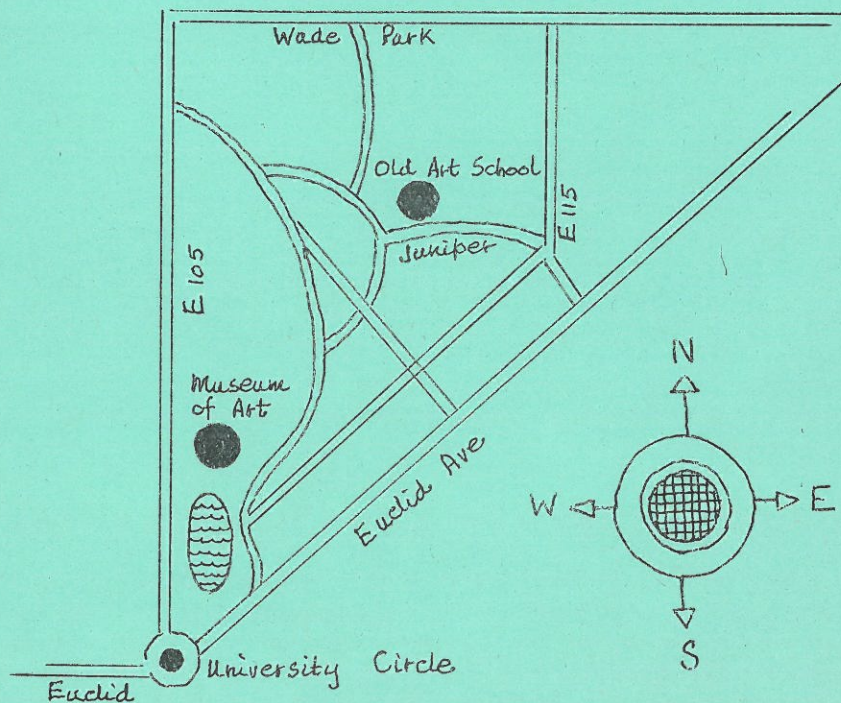 Wade Park
Old Art School
E 115
Juniper
E 105
Museum
of Art
N
Euclid Ave
W
E
S
University Circle
Euclid